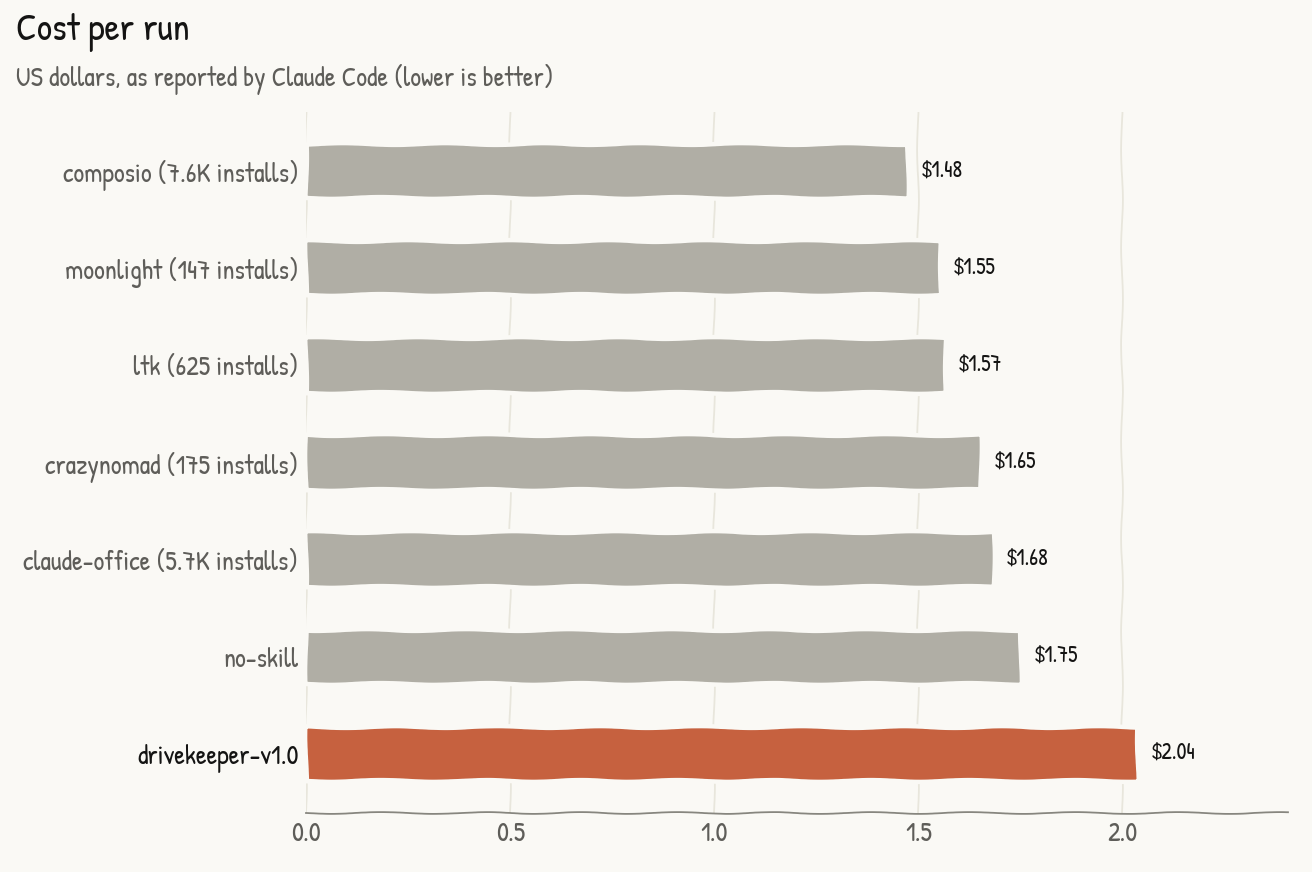 Cost per run
US dollars, as reported by Claude Code (lower is better)
composio (7.6K installs) $1.48
moonlight (147 installs) $1.55
ltk (625 installs) $1.57
crazynomad (175 installs) $1.65
claude-office (5.7K installs) $1.68
no-skill $1.75
drivekeeper-v1.0 $2.04
0.0 0.5 1.0 1.5 2.0